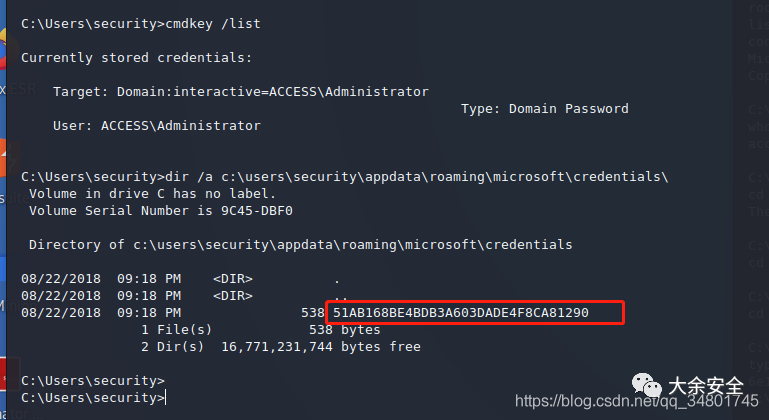 C:\Users\security>cmdkey /list
Currently stored credentials:
Target: Domain:interactive=ACCESS\Administrator
Type: Domain Password
User: ACCESS\Administrator
C:\Users\security>dir /a c:\users\security\appdata\roaming\microsoft\credentials\
Volume in drive C has no label.
Volume Serial Number is 9C45-DBF0
Directory of c:\users\security\appdata\roaming\microsoft\credentials
08/22/2018  09:18 PM    <DIR>          .
08/22/2018  09:18 PM    <DIR>          ..
08/22/2018  09:18 PM               538 51AB168BE4BDB3A603DADE4F8CA81290
1 File(s)            538 bytes
2 Dir(s)  16,771,231,744 bytes free
C:\Users\security>
C:\Users\security>
大余安全
https://blog.csdn.net/qq_34801745